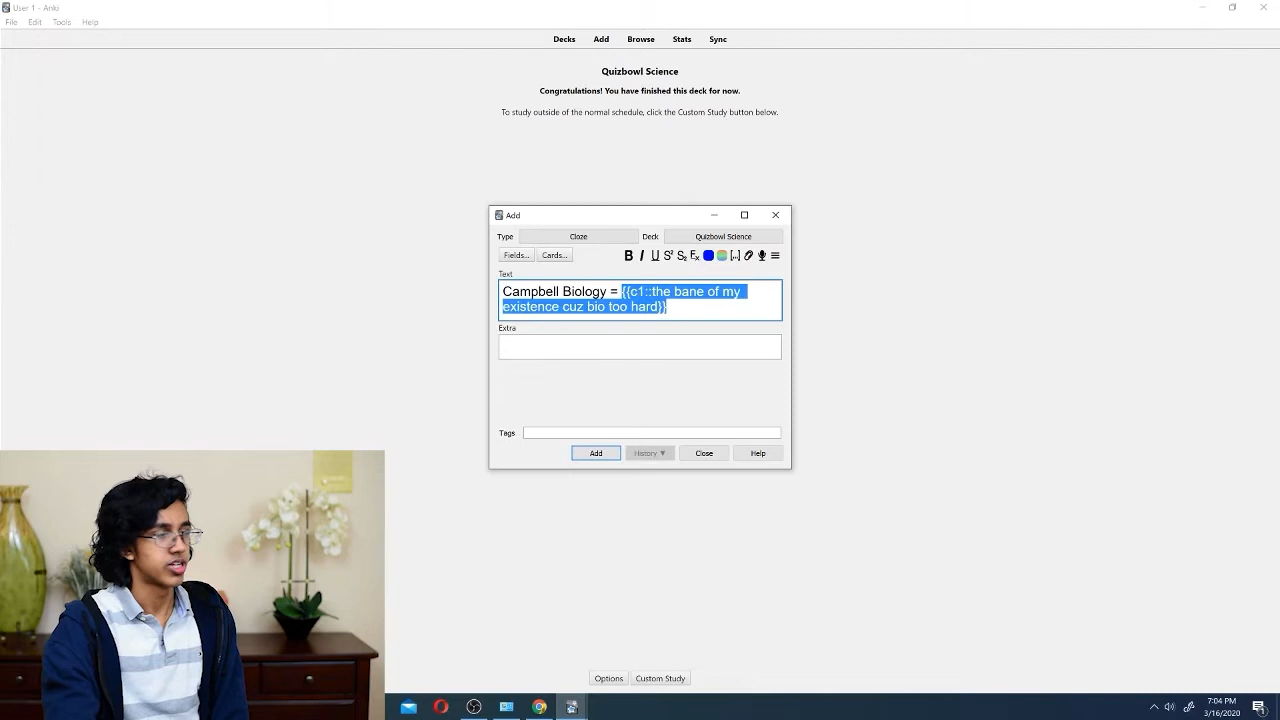 User 1 - Anki
File Edit Tools Help
Decks Add Browse Stats Sync
Quizbowl Science
Congratulations! You have finished this deck for now.
To study outside of the normal schedule, click the Custom Study button below.
Add
Type Cloze Deck Quizbowl Science
Fields... Cards... B I U S² S₂ Eₓ [...]
Text
Campbell Biology = {{c1::the bane of my
existence cuz bio too hard}}
Extra
Tags
Add History ▼ Close Help
Options Custom Study
7:04 PM
3/16/2020